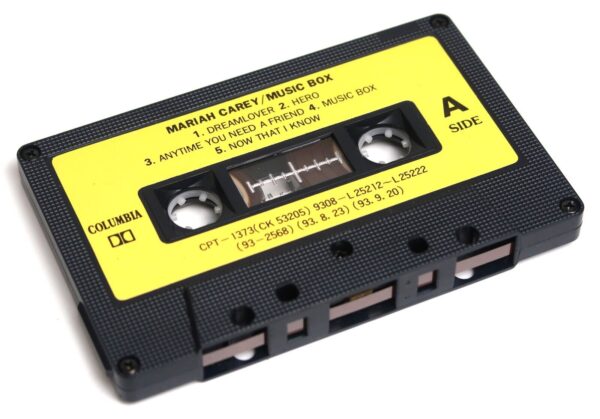 MARIAH CAREY/MUSIC BOX
1. DREAMLOVER 2. HERO
3. ANYTIME YOU NEED A FRIEND 4. MUSIC BOX
5. NOW THAT I KNOW
A
SIDE
COLUMBIA
CPT-1373(CK 53205) 9308-L25212~L25222
(93-2568) (93. 8. 23) (93. 9. 20)